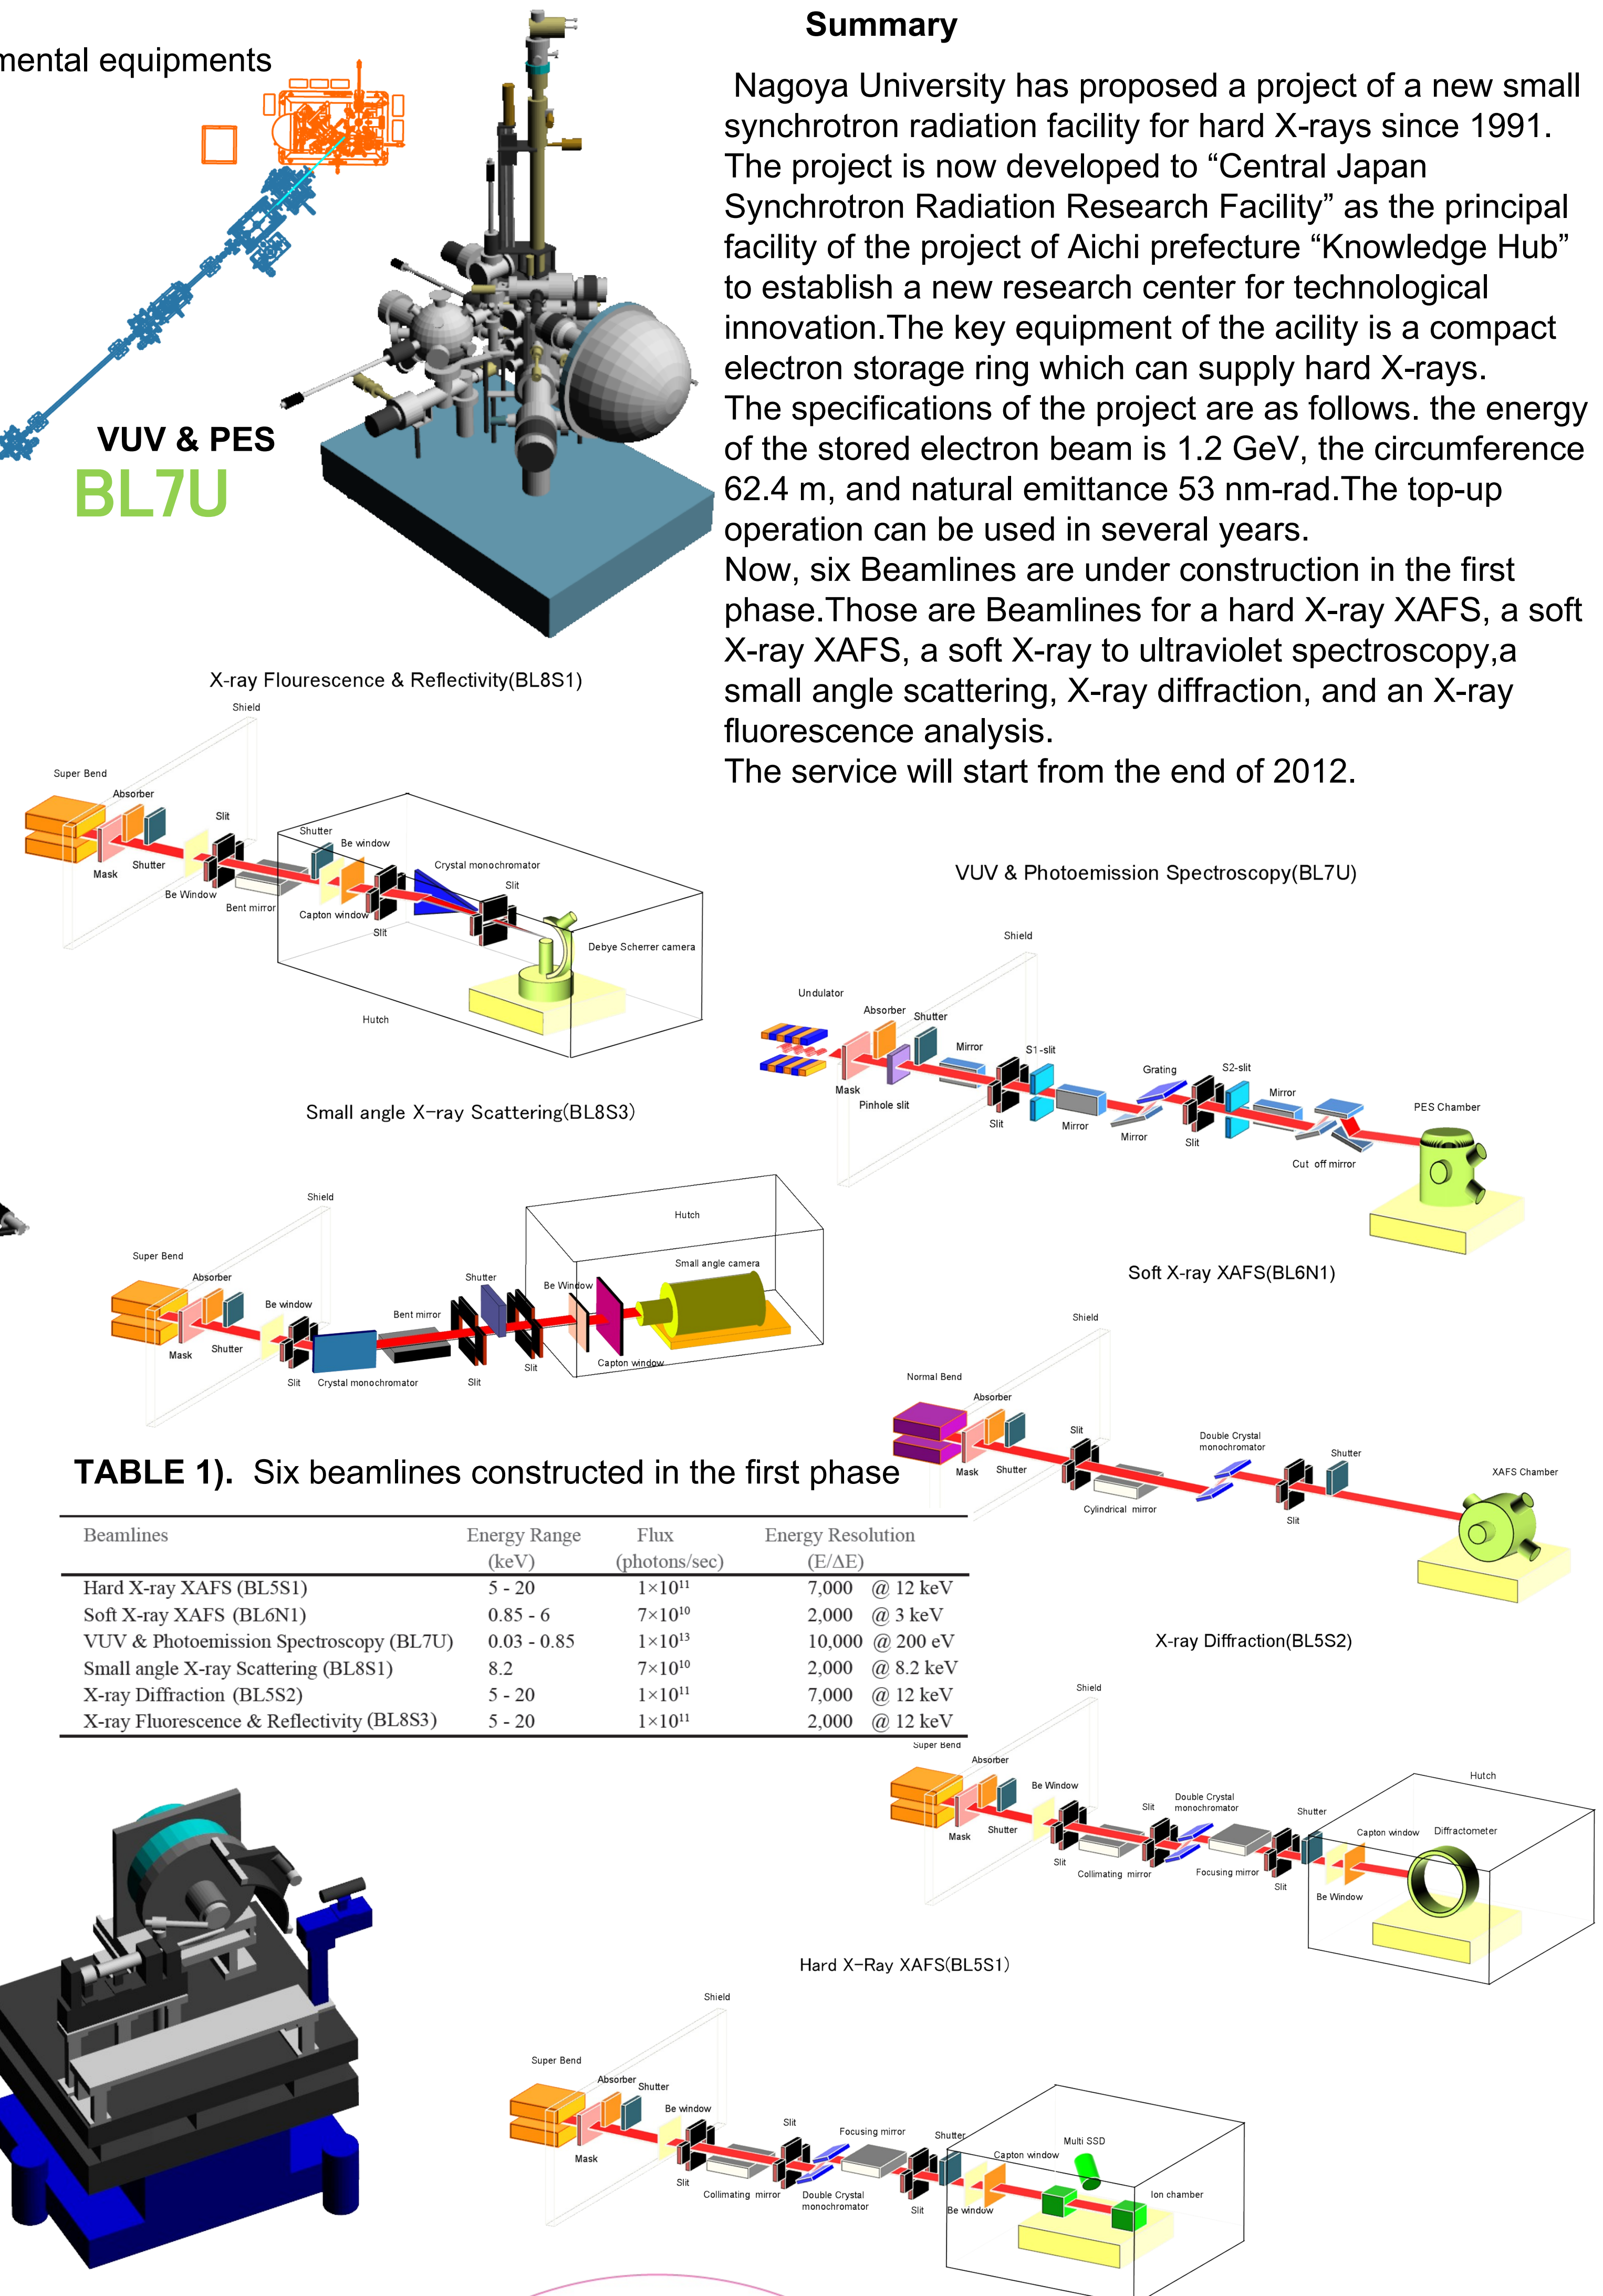 mental equipments
VUV & PES
BL7U
Summary
Nagoya University has proposed a project of a new small
synchrotron radiation facility for hard X-rays since 1991.
The project is now developed to “Central Japan
Synchrotron Radiation Research Facility” as the principal
facility of the project of Aichi prefecture “Knowledge Hub”
to establish a new research center for technological
innovation.The key equipment of the acility is a compact
electron storage ring which can supply hard X-rays.
The specifications of the project are as follows. the energy
of the stored electron beam is 1.2 GeV, the circumference
62.4 m, and natural emittance 53 nm-rad.The top-up
operation can be used in several years.
Now, six Beamlines are under construction in the first
phase.Those are Beamlines for a hard X-ray XAFS, a soft
X-ray XAFS, a soft X-ray to ultraviolet spectroscopy,a
small angle scattering, X-ray diffraction, and an X-ray
fluorescence analysis.
The service will start from the end of 2012.
X-ray Flourescence & Reflectivity(BL8S1)
Shield
Super Bend
Absorber
Slit
Shutter
Be window
Crystal monochromator
Slit
Mask
Shutter
Be Window
Bent mirror
Capton window
Slit
Debye Scherrer camera
Hutch
VUV & Photoemission Spectroscopy(BL7U)
Shield
Undulator
Absorber
Shutter
Mirror
S1-slit
Grating
S2-slit
Mirror
PES Chamber
Mask
Pinhole slit
Slit
Mirror
Mirror
Slit
Cut off mirror
Small angle X-ray Scattering(BL8S3)
Shield
Hutch
Super Bend
Absorber
Shutter
Be Window
Small angle camera
Be window
Bent mirror
Mask
Shutter
Slit
Crystal monochromator
Slit
Slit
Capton window
Soft X-ray XAFS(BL6N1)
Shield
Normal Bend
Absorber
Slit
Double Crystal
monochromator
Shutter
XAFS Chamber
Mask
Shutter
Cylindrical mirror
Slit
TABLE 1). Six beamlines constructed in the first phase
Beamlines Energy Range Flux Energy Resolution
(keV) (photons/sec) (E/ΔE)
Hard X-ray XAFS (BL5S1) 5 - 20 1×10¹¹ 7,000 @ 12 keV
Soft X-ray XAFS (BL6N1) 0.85 - 6 7×10¹⁰ 2,000 @ 3 keV
VUV & Photoemission Spectroscopy (BL7U) 0.03 - 0.85 1×10¹³ 10,000 @ 200 eV
Small angle X-ray Scattering (BL8S1) 8.2 7×10¹⁰ 2,000 @ 8.2 keV
X-ray Diffraction (BL5S2) 5 - 20 1×10¹¹ 7,000 @ 12 keV
X-ray Fluorescence & Reflectivity (BL8S3) 5 - 20 1×10¹¹ 2,000 @ 12 keV
X-ray Diffraction(BL5S2)
Shield
Super Bend
Absorber
Be Window
Slit
Double Crystal
monochromator
Shutter
Hutch
Capton window
Diffractometer
Mask
Shutter
Slit
Collimating mirror
Focusing mirror
Slit
Be Window
Hard X-Ray XAFS(BL5S1)
Shield
Super Bend
Absorber
Shutter
Be window
Slit
Focusing mirror
Shutter
Capton window
Multi SSD
Mask
Slit
Collimating mirror
Double Crystal
monochromator
Slit
Be window
Ion chamber